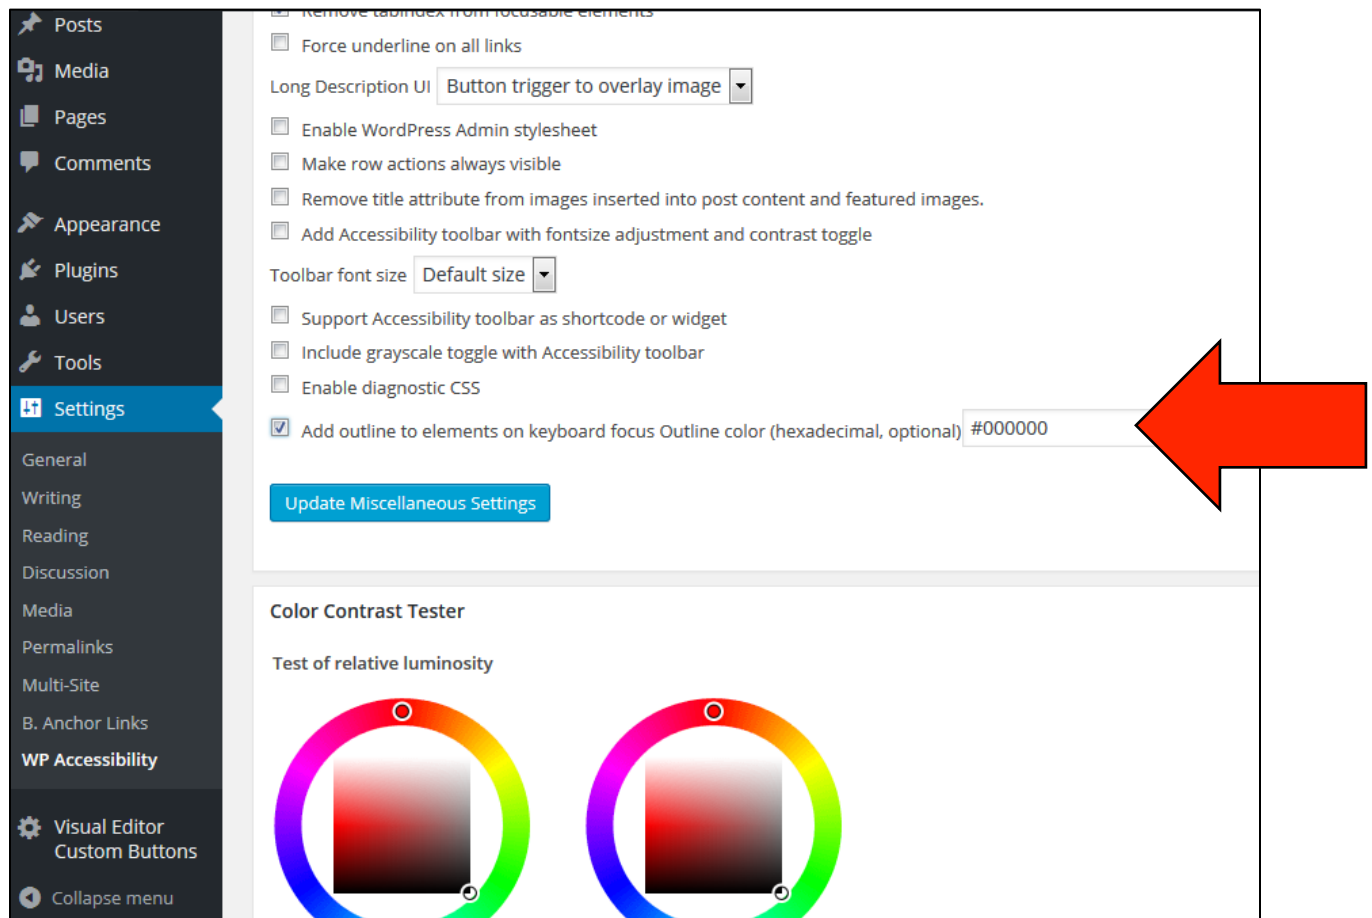 Posts
Media
Pages
Comments
Appearance
Plugins
Users
Tools
Settings
General
Writing
Reading
Discussion
Media
Permalinks
Multi-Site
B. Anchor Links
WP Accessibility
Visual Editor
Custom Buttons
Collapse menu
Remove tabindex from focusable elements
Force underline on all links
Long Description UI Button trigger to overlay image
Enable WordPress Admin stylesheet
Make row actions always visible
Remove title attribute from images inserted into post content and featured images.
Add Accessibility toolbar with fontsize adjustment and contrast toggle
Toolbar font size Default size
Support Accessibility toolbar as shortcode or widget
Include grayscale toggle with Accessibility toolbar
Enable diagnostic CSS
Add outline to elements on keyboard focus Outline color (hexadecimal, optional) #000000
Update Miscellaneous Settings
Color Contrast Tester
Test of relative luminosity